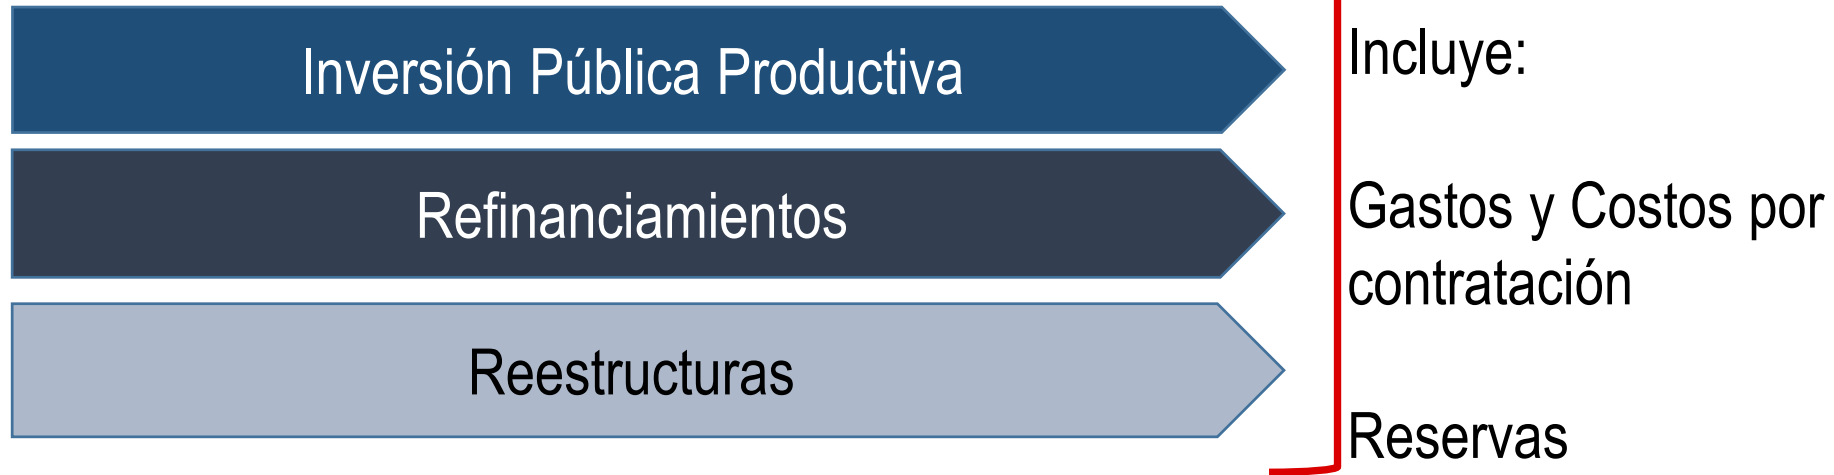 Inversión Pública Productiva
Refinanciamientos
Reestructuras
Incluye:
Gastos y Costos por
contratación
Reservas